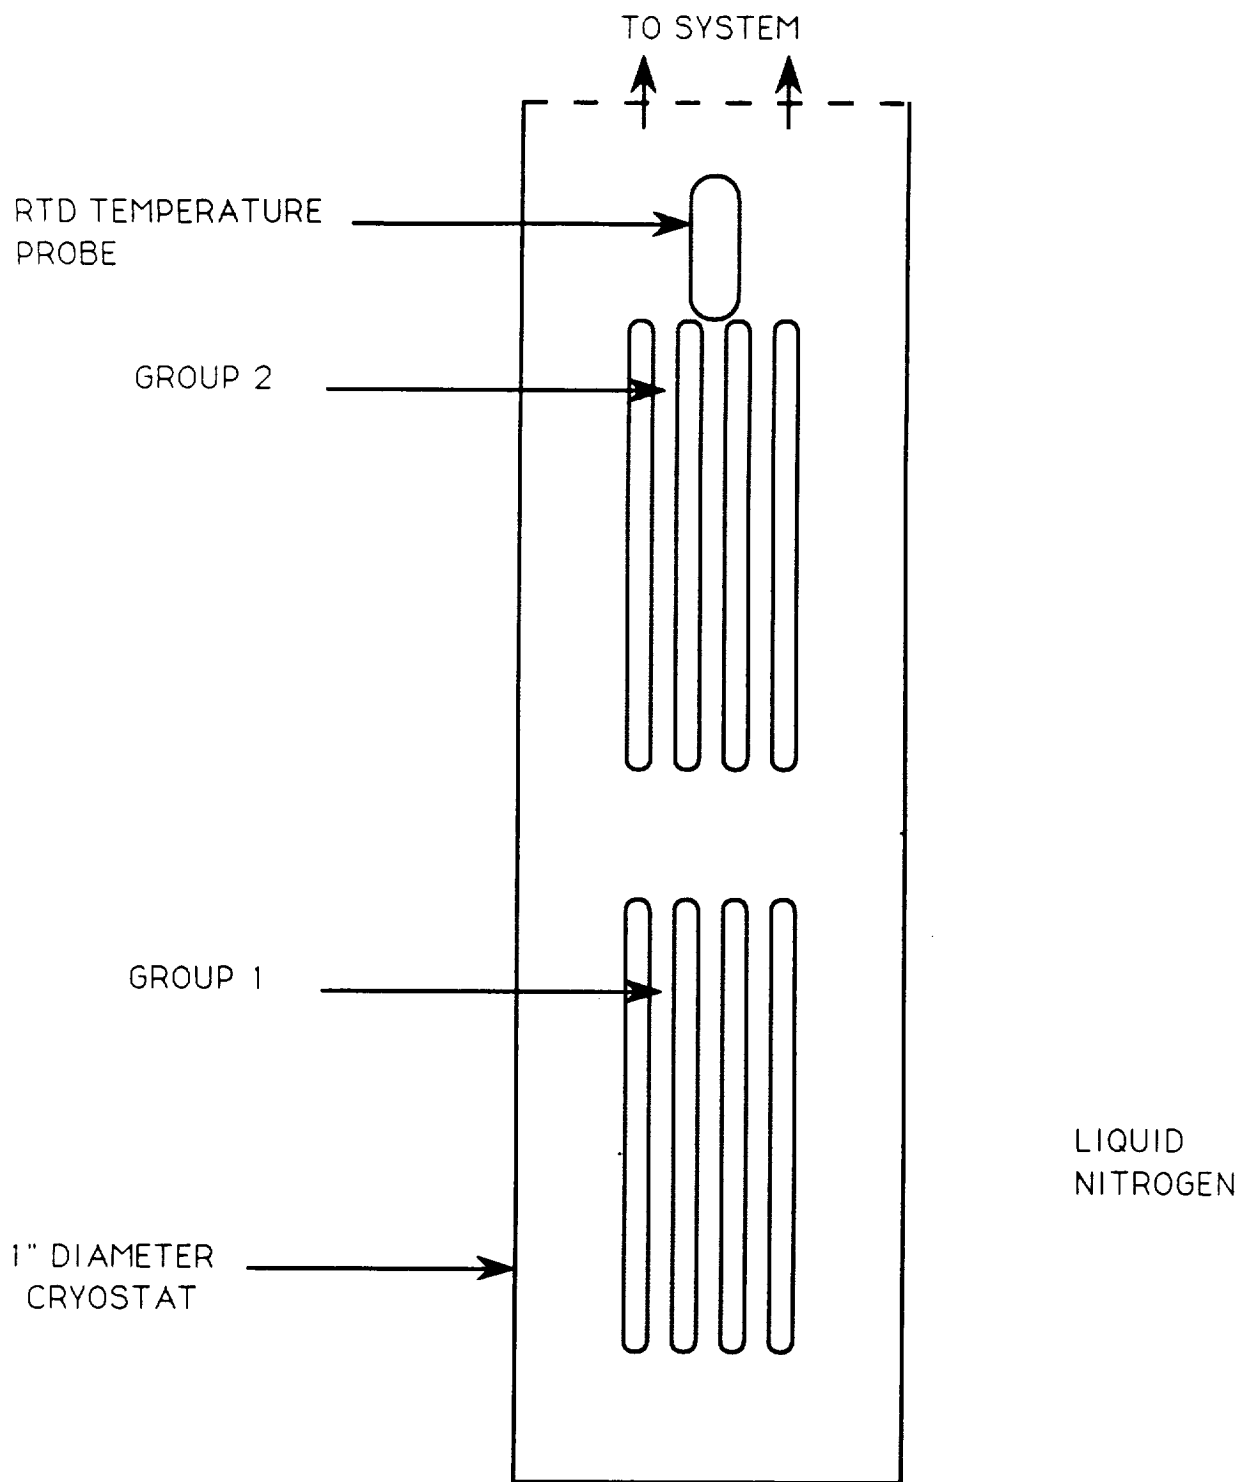 TO SYSTEM
RTD TEMPERATURE
PROBE
GROUP 2
GROUP 1
LIQUID
NITROGEN
1" DIAMETER
CRYOSTAT